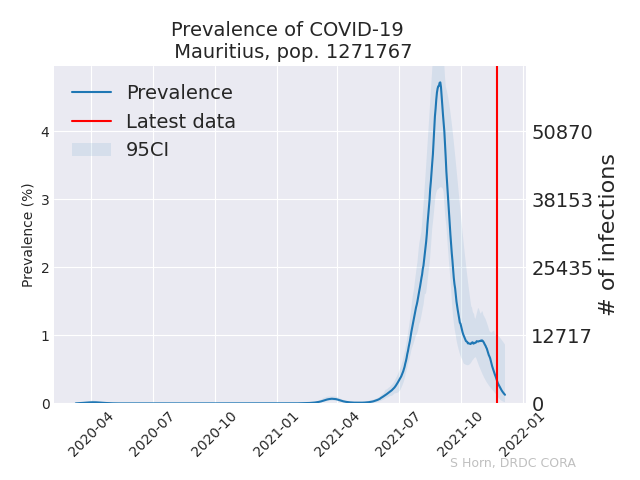 Prevalence of COVID-19
Mauritius, pop. 1271767
Prevalence
Latest data
95CI
Prevalence (%)
4
3
2
1
0
50870
38153
25435
12717
0
# of infections
2020-04
2020-07
2020-10
2021-01
2021-04
2021-07
2021-10
2022-01
S Horn, DRDC CORA